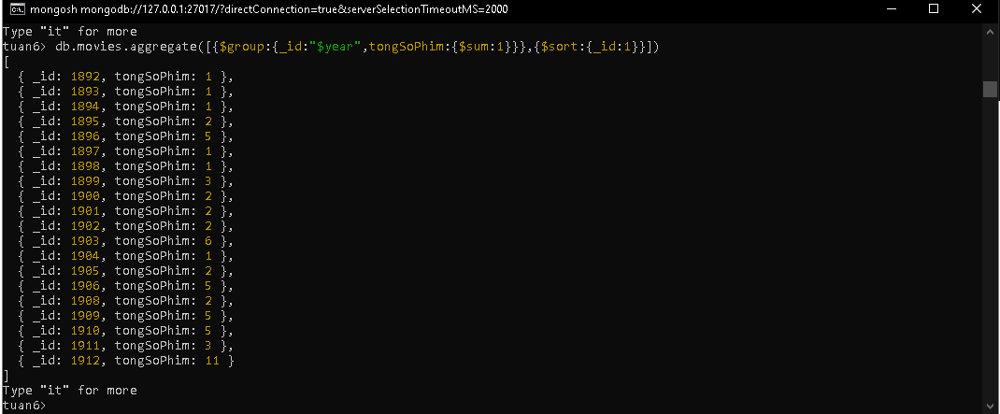 mongosh mongodb://127.0.0.1:27017/?directConnection=true&serverSelectionTimeoutMS=2000
Type "it" for more
tuan6> db.movies.aggregate([{$group:{_id:"$year",tongSoPhim:{$sum:1}}},{$sort:{_id:1}}])
[
  { _id: 1892, tongSoPhim: 1 },
  { _id: 1893, tongSoPhim: 1 },
  { _id: 1894, tongSoPhim: 1 },
  { _id: 1895, tongSoPhim: 2 },
  { _id: 1896, tongSoPhim: 5 },
  { _id: 1897, tongSoPhim: 1 },
  { _id: 1898, tongSoPhim: 1 },
  { _id: 1899, tongSoPhim: 3 },
  { _id: 1900, tongSoPhim: 2 },
  { _id: 1901, tongSoPhim: 2 },
  { _id: 1902, tongSoPhim: 2 },
  { _id: 1903, tongSoPhim: 6 },
  { _id: 1904, tongSoPhim: 1 },
  { _id: 1905, tongSoPhim: 2 },
  { _id: 1906, tongSoPhim: 5 },
  { _id: 1908, tongSoPhim: 2 },
  { _id: 1909, tongSoPhim: 5 },
  { _id: 1910, tongSoPhim: 5 },
  { _id: 1911, tongSoPhim: 3 },
  { _id: 1912, tongSoPhim: 11 }
]
Type "it" for more
tuan6>